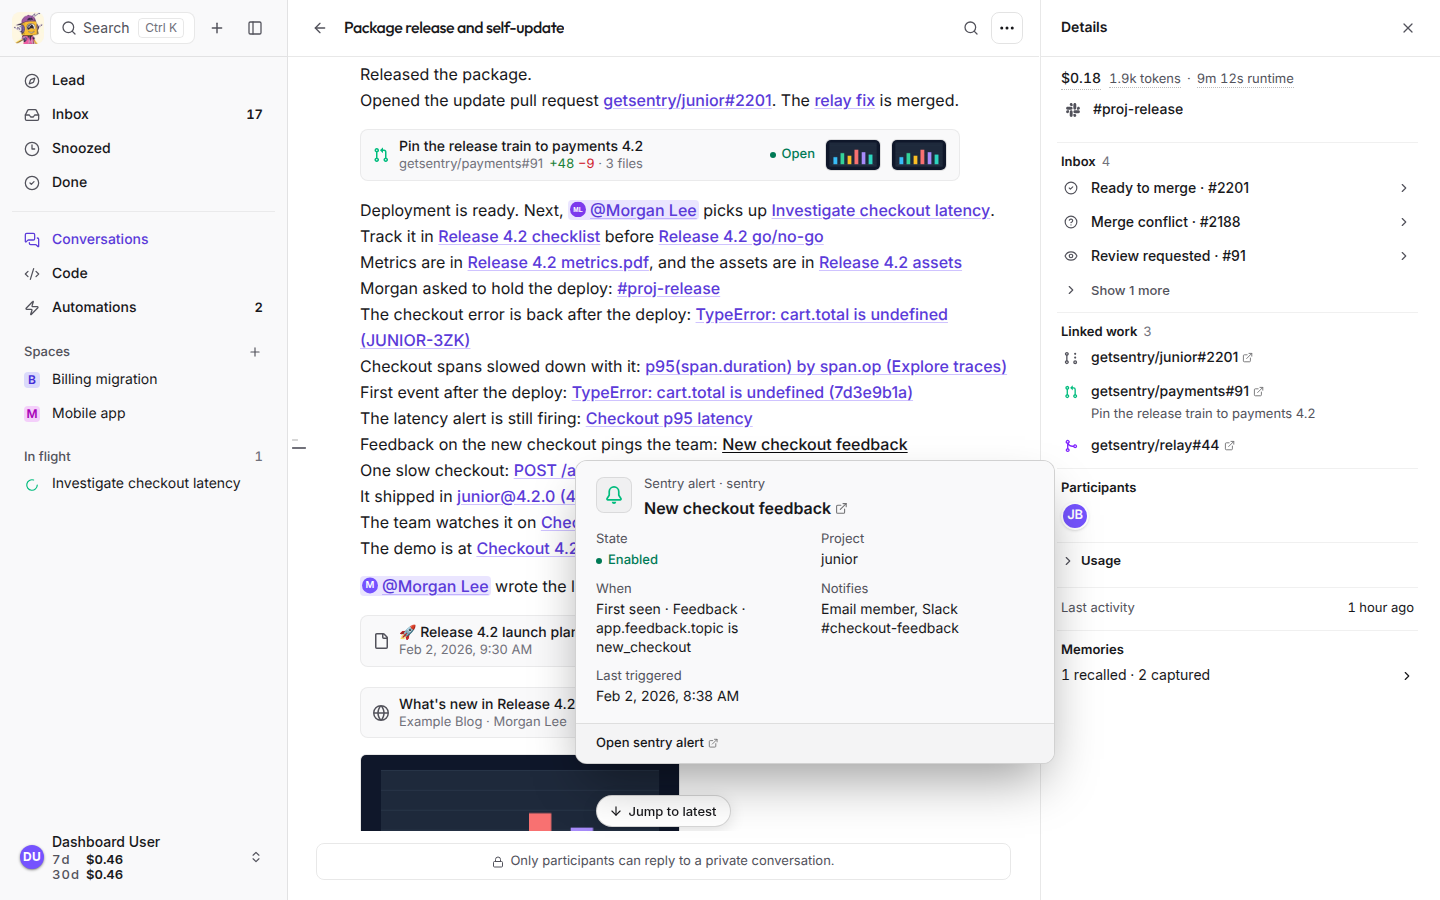 Search Ctrl K
Lead
Inbox 17
Snoozed
Done
Conversations
Code
Automations 2
Spaces
B Billing migration
M Mobile app
In flight 1
Investigate checkout latency
DU Dashboard User
7d $0.46
30d $0.46
Package release and self-update
Released the package.
Opened the update pull request getsentry/junior#2201. The relay fix is merged.
Pin the release train to payments 4.2
getsentry/payments#91 +48 −9 · 3 files
Open
Deployment is ready. Next, ML @Morgan Lee picks up Investigate checkout latency.
Track it in Release 4.2 checklist before Release 4.2 go/no-go
Metrics are in Release 4.2 metrics.pdf, and the assets are in Release 4.2 assets
Morgan asked to hold the deploy: #proj-release
The checkout error is back after the deploy: TypeError: cart.total is undefined
(JUNIOR-3ZK)
Checkout spans slowed down with it: p95(span.duration) by span.op (Explore traces)
First event after the deploy: TypeError: cart.total is undefined (7d3e9b1a)
The latency alert is still firing: Checkout p95 latency
Feedback on the new checkout pings the team: New checkout feedback
One slow checkout: POST /a
It shipped in junior@4.2.0 (4
The team watches it on Chec
The demo is at Checkout 4.2
M @Morgan Lee wrote the l
🚀 Release 4.2 launch plan
Feb 2, 2026, 9:30 AM
What's new in Release 4.2
Example Blog · Morgan Lee
Sentry alert · sentry
New checkout feedback
State
Enabled
Project
junior
When
First seen · Feedback ·
app.feedback.topic is
new_checkout
Notifies
Email member, Slack
#checkout-feedback
Last triggered
Feb 2, 2026, 8:38 AM
Open sentry alert
Jump to latest
Only participants can reply to a private conversation.
Details
$0.18 1.9k tokens · 9m 12s runtime
#proj-release
Inbox 4
Ready to merge · #2201
Merge conflict · #2188
Review requested · #91
Show 1 more
Linked work 3
getsentry/junior#2201
getsentry/payments#91
Pin the release train to payments 4.2
getsentry/relay#44
Participants
JB
Usage
Last activity 1 hour ago
Memories
1 recalled · 2 captured